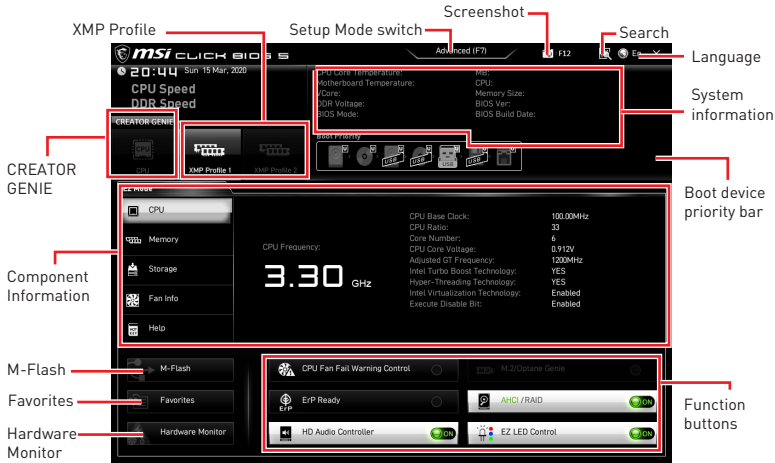 Screenshot
XMP Profile
Setup Mode switch
Search
msi CLICK BIOS 5
Advanced (F7)
F12
En
Language
20:44 Sun 15 Mar, 2020
CPU Speed
DDR Speed
CPU Core Temperature:
Motherboard Temperature:
VCore:
DDR Voltage:
BIOS Mode:
MB:
CPU:
Memory Size:
BIOS Ver:
BIOS Build Date:
System
information
CREATOR GENIE
CPU
XMP Profile 1
XMP Profile 2
Boot Priority
USB
USB
USB
USB
CREATOR
GENIE
Boot device
priority bar
EZ Mode
CPU
Memory
Storage
Fan Info
Help
CPU Frequency:
3.30 GHz
CPU Base Clock: 100.00MHz
CPU Ratio: 33
Core Number: 6
CPU Core Voltage: 0.912V
Adjusted GT Frequency: 1200MHz
Intel Turbo Boost Technology: YES
Hyper-Threading Technology: YES
Intel Virtualization Technology: Enabled
Execute Disable Bit: Enabled
Component
Information
M-Flash
Favorites
Hardware
Monitor
M-Flash
Favorites
Hardware Monitor
CPU Fan Fail Warning Control
M.2/Optane Genie
ErP
ErP Ready
AHCI /RAID
ON
HD Audio Controller
ON
EZ LED Control
ON
Function
buttons